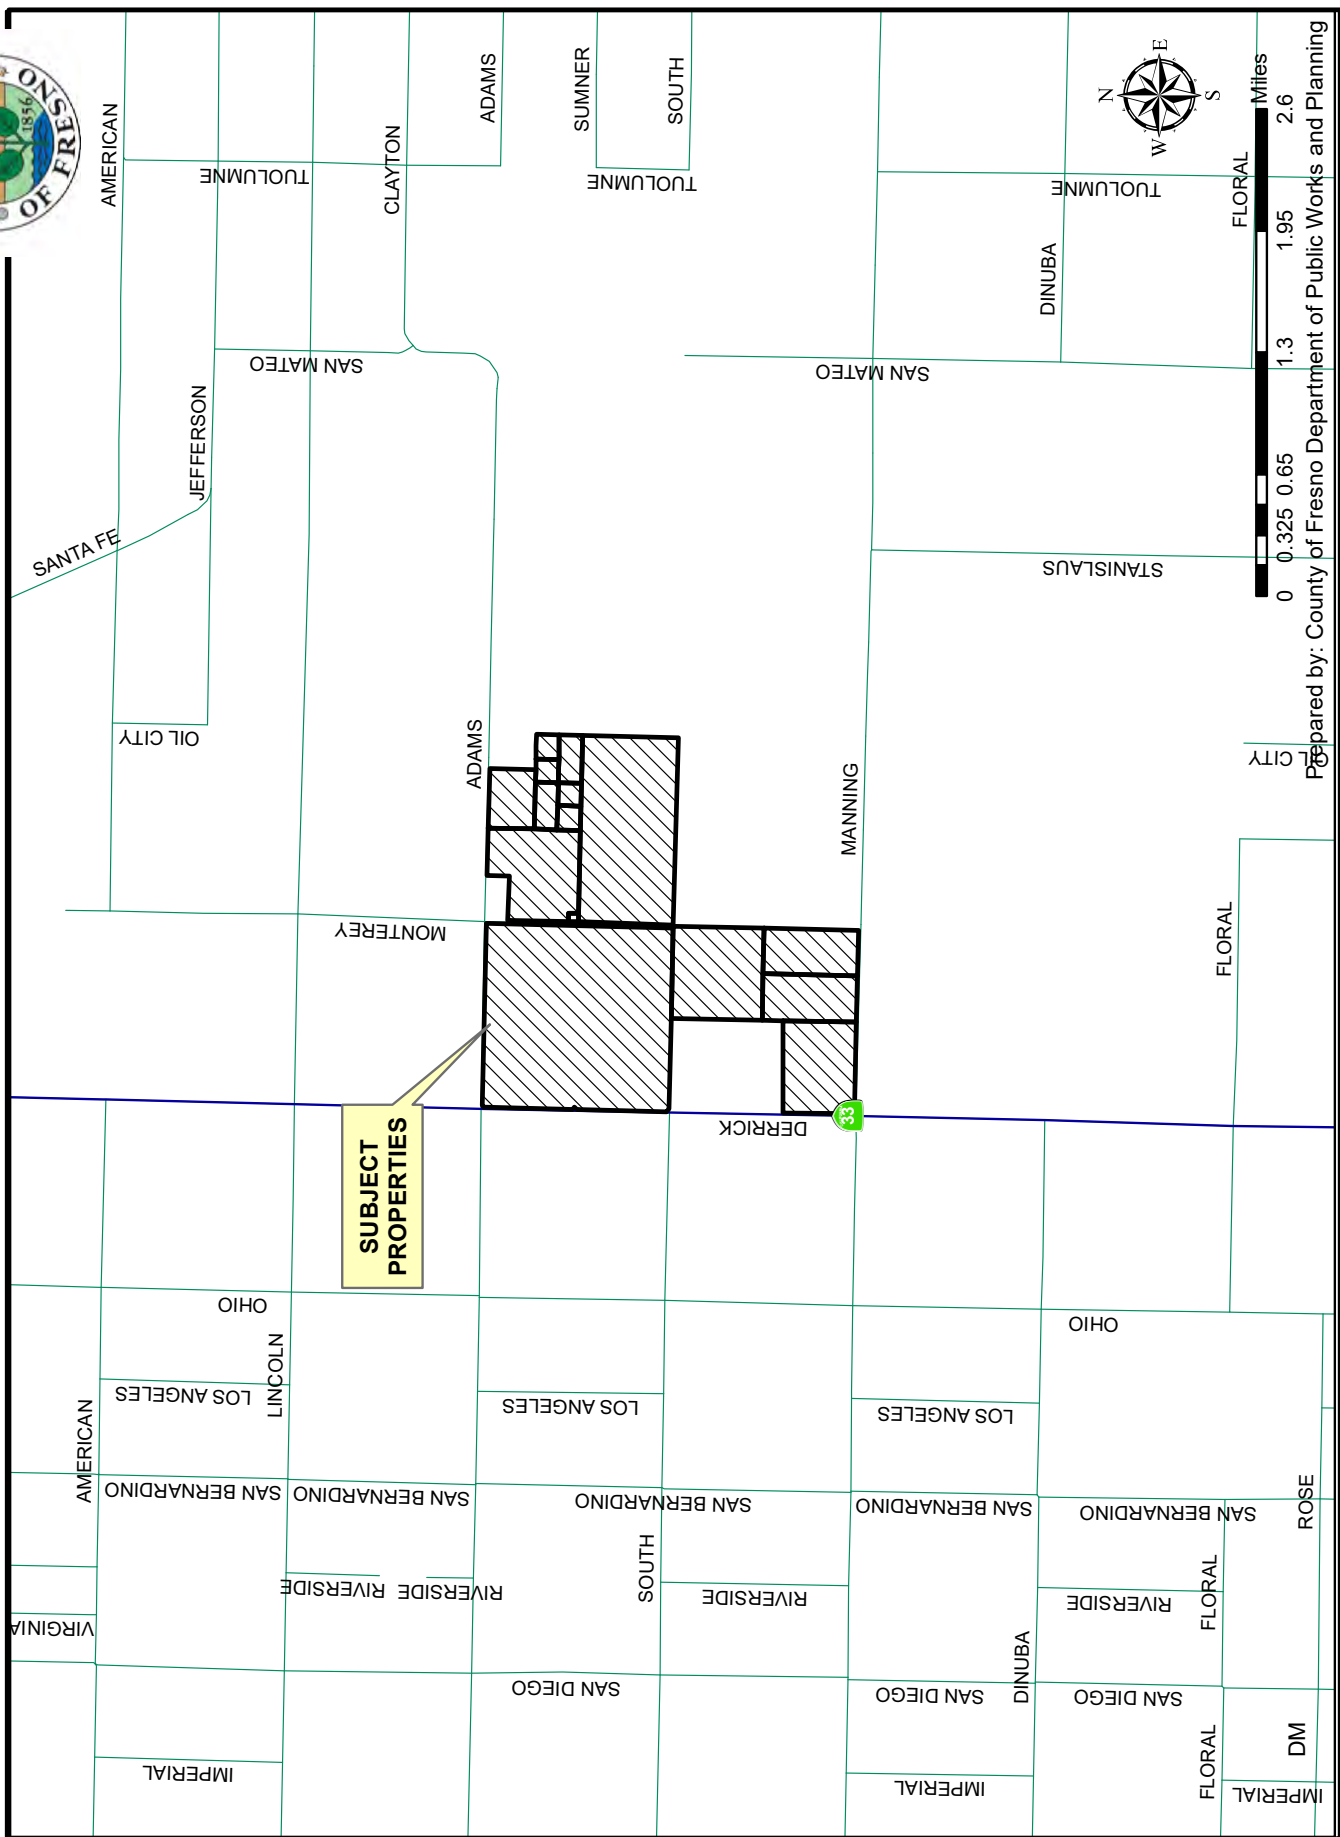 OF FRESNO
1856
SANTA FE
AMERICAN
AMERICAN
VIRGINIA
IMPERIAL
SAN BERNARDINO
LOS ANGELES
OHIO
OIL CITY
JEFFERSON
TUOLUMNE
LINCOLN
SAN MATEO
RIVERSIDE
SAN BERNARDINO
SUBJECT
PROPERTIES
MONTEREY
CLAYTON
RIVERSIDE
ADAMS
ADAMS
SAN DIEGO
LOS ANGELES
SUMNER
TUOLUMNE
SOUTH
SAN BERNARDINO
SOUTH
RIVERSIDE
DERRICK
33
MANNING
SAN MATEO
IMPERIAL
SAN DIEGO
SAN BERNARDINO
LOS ANGELES
DINUBA
DINUBA
STANISLAUS
TUOLUMNE
SAN DIEGO
RIVERSIDE
SAN BERNARDINO
OHIO
FLORAL
FLORAL
FLORAL
FLORAL
IMPERIAL
DM
ROSE
OIL CITY
N
W
E
S
0 0.325 0.65 1.3 1.95 2.6
Miles
Prepared by: County of Fresno Department of Public Works and Planning